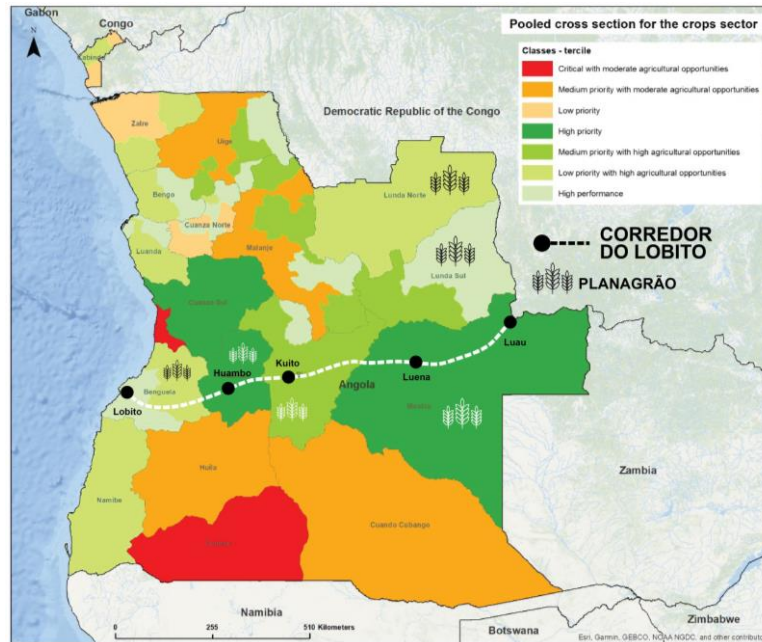 Gabon
Congo
Pooled cross section for the crops sector
Classes - tercile
Critical with moderate agricultural opportunities
Medium priority with moderate agricultural opportunities
Low priority
High priority
Medium priority with high agricultural opportunities
Low priority with high agricultural opportunities
High performance
N
Cabinda
Democratic Republic of the Congo
Zaire
Uige
Bengo
Lunda Norte
Cuanza Norte
Luanda
Malanje
Lunda Sul
CORREDOR
DO LOBITO
PLANAGRÃO
Cuanza Sul
Luau
Kuito
Huambo
Luena
Benguela
Angola
Lobito
Moxico
Zambia
Huíla
Namibe
Cuando Cubango
Namibia
Botswana
Zimbabwe
0 255 510 Kilometers
Esri, Garmin, GEBCO, NOAA NGDC, and other contributors